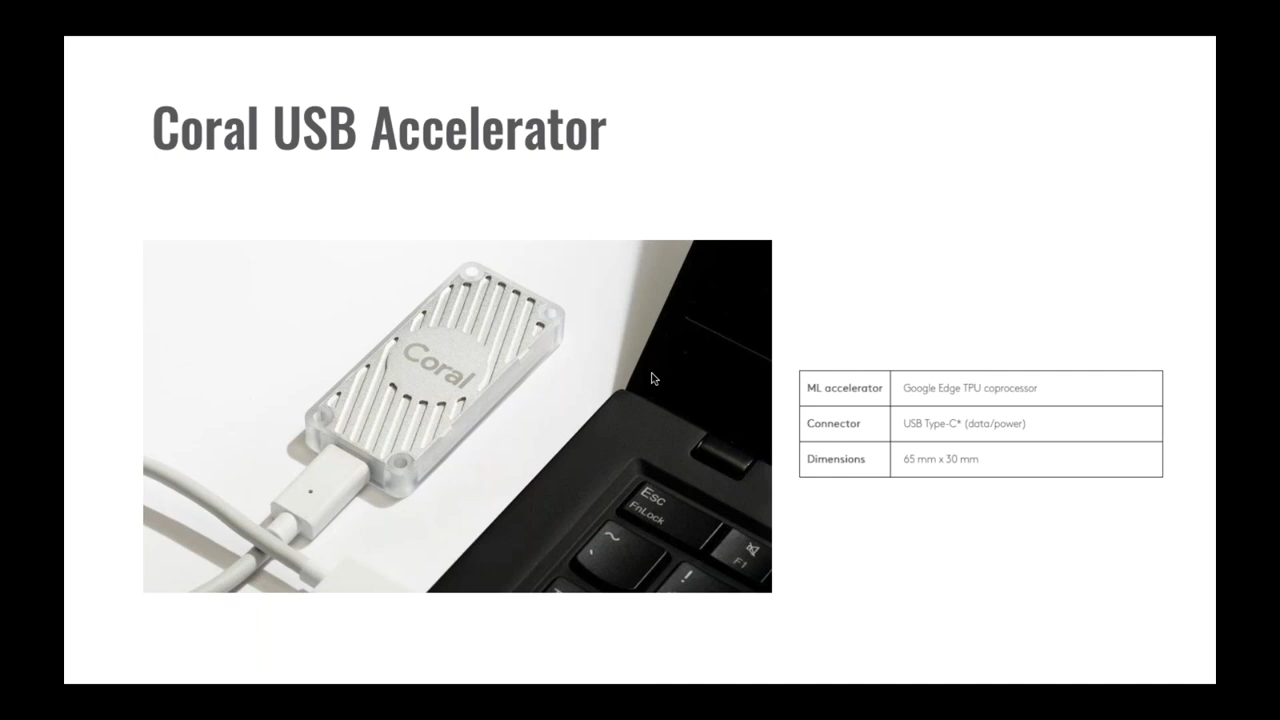 Coral USB Accelerator
Coral
Esc
FnLock
~
F1
!
ML accelerator Google Edge TPU coprocessor
Connector USB Type-C* (data/power)
Dimensions 65 mm x 30 mm